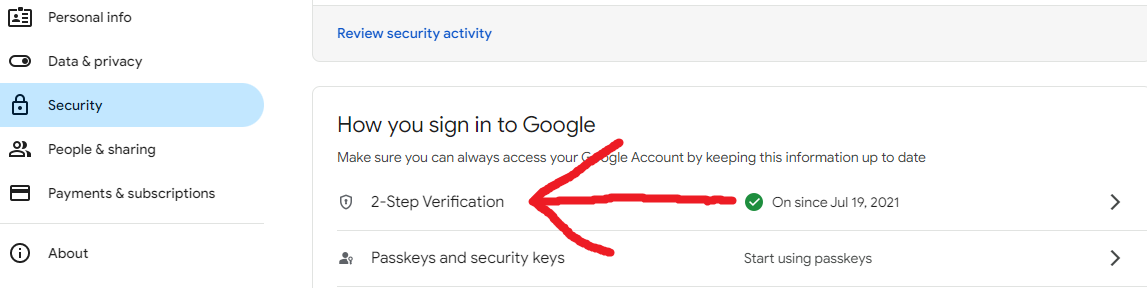 Personal info
Data & privacy
Security
People & sharing
Payments & subscriptions
About
Review security activity
How you sign in to Google
Make sure you can always access your Google Account by keeping this information up to date
2-Step Verification On since Jul 19, 2021
Passkeys and security keys Start using passkeys